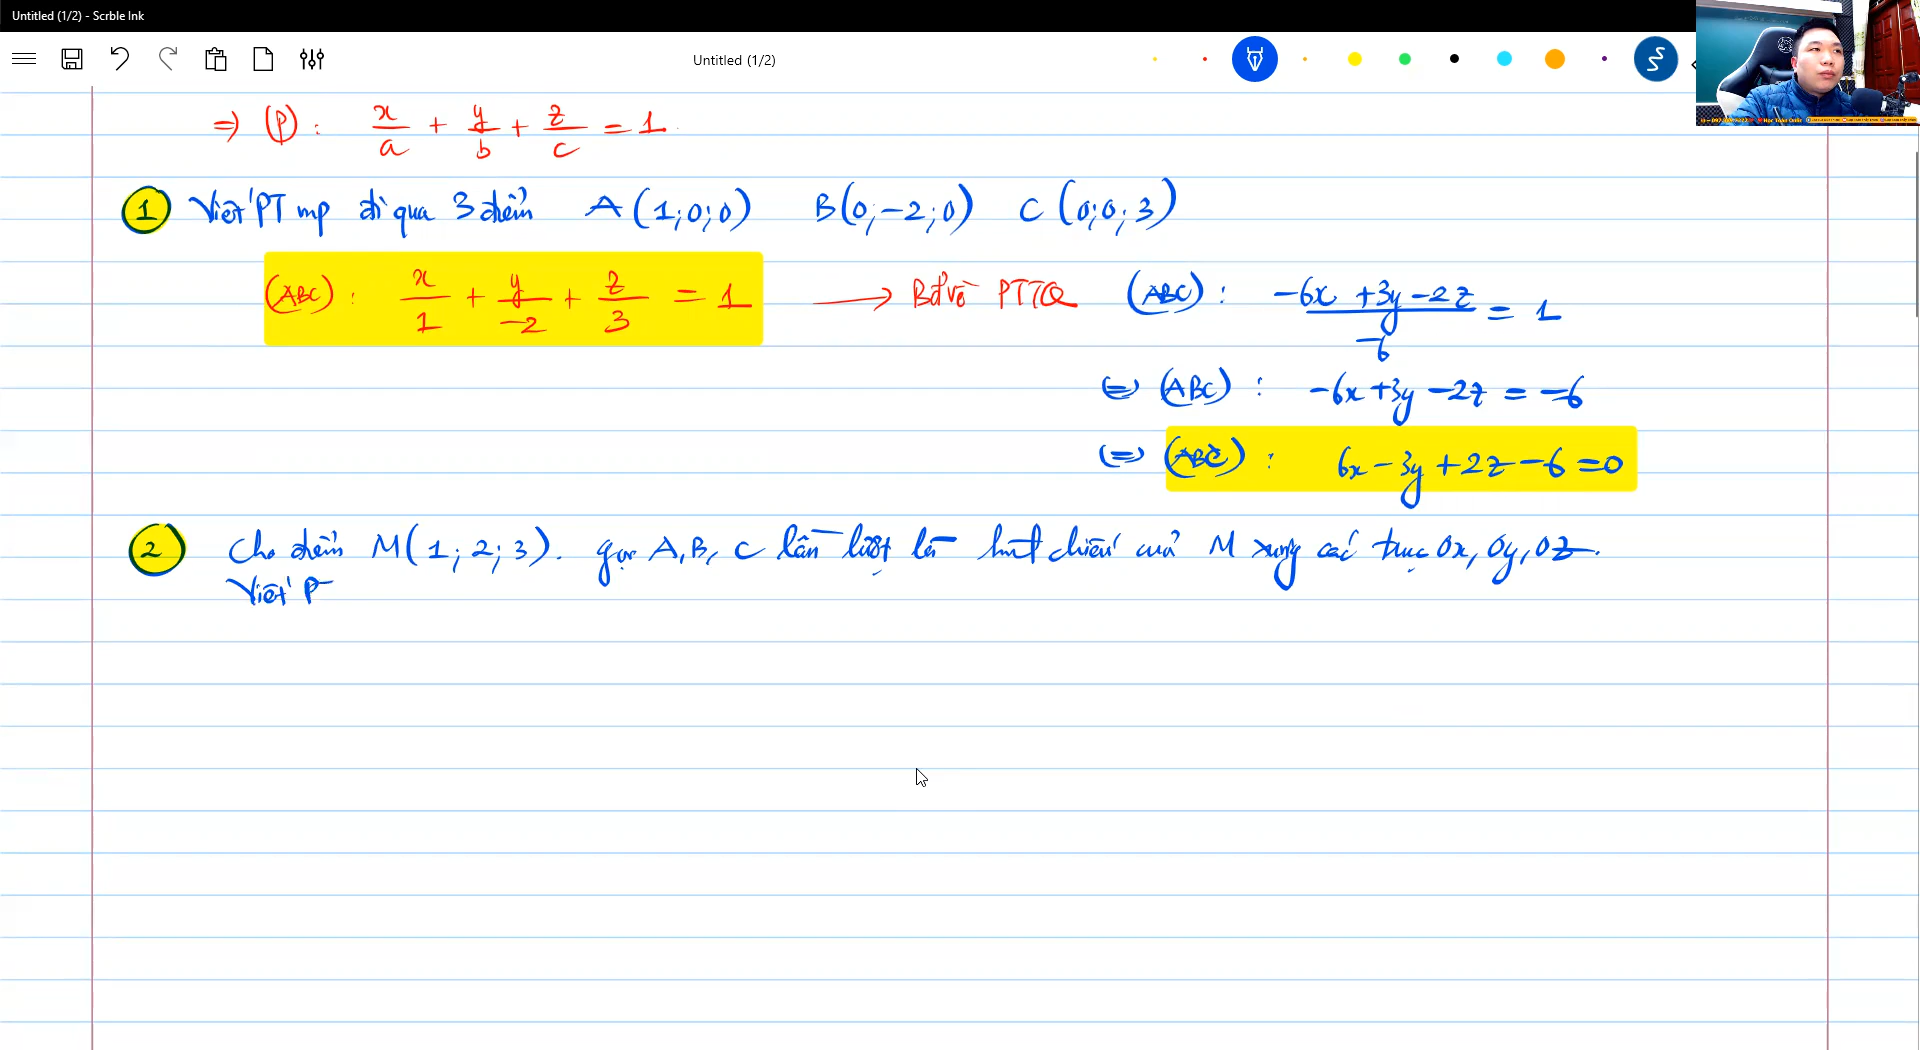 Untitled (1/2) - Scrble Ink
Untitled (1/2)
⇒ (P): x/a + y/b + z/c = 1.
1 Viết PT mp đi qua 3 điểm A(1;0;0) B(0;-2;0) C(0;0;3)
(ABC): x/1 + y/-2 + z/3 = 1 → Bđ về PTTQ (ABC): (-6x+3y-2z)/-6 = 1
⇔ (ABC): -6x+3y-2z = -6
⇔ (ABC): 6x-3y+2z-6=0
2 Cho điểm M(1;2;3). gọi A,B,C lần lượt là hình chiếu của M xuống các trục Ox, Oy, Oz.
Viết P